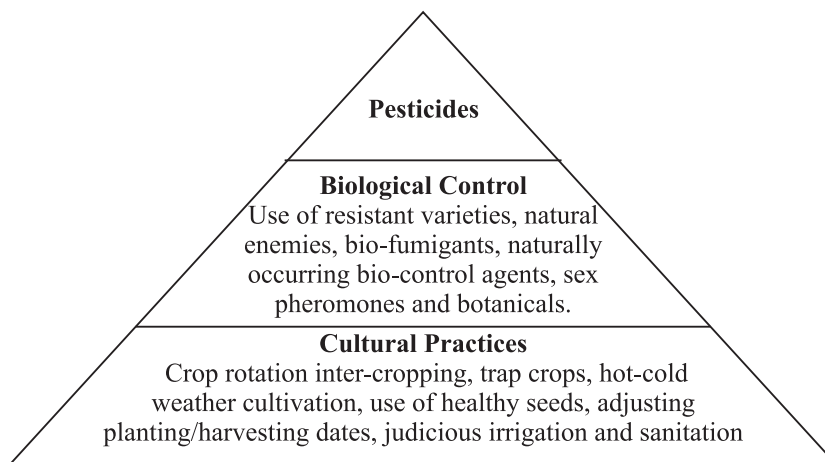 Pesticides
Biological Control
Use of resistant varieties, natural
enemies, bio-fumigants, naturally
occurring bio-control agents, sex
pheromones and botanicals.
Cultural Practices
Crop rotation inter-cropping, trap crops, hot-cold
weather cultivation, use of healthy seeds, adjusting
planting/harvesting dates, judicious irrigation and sanitation